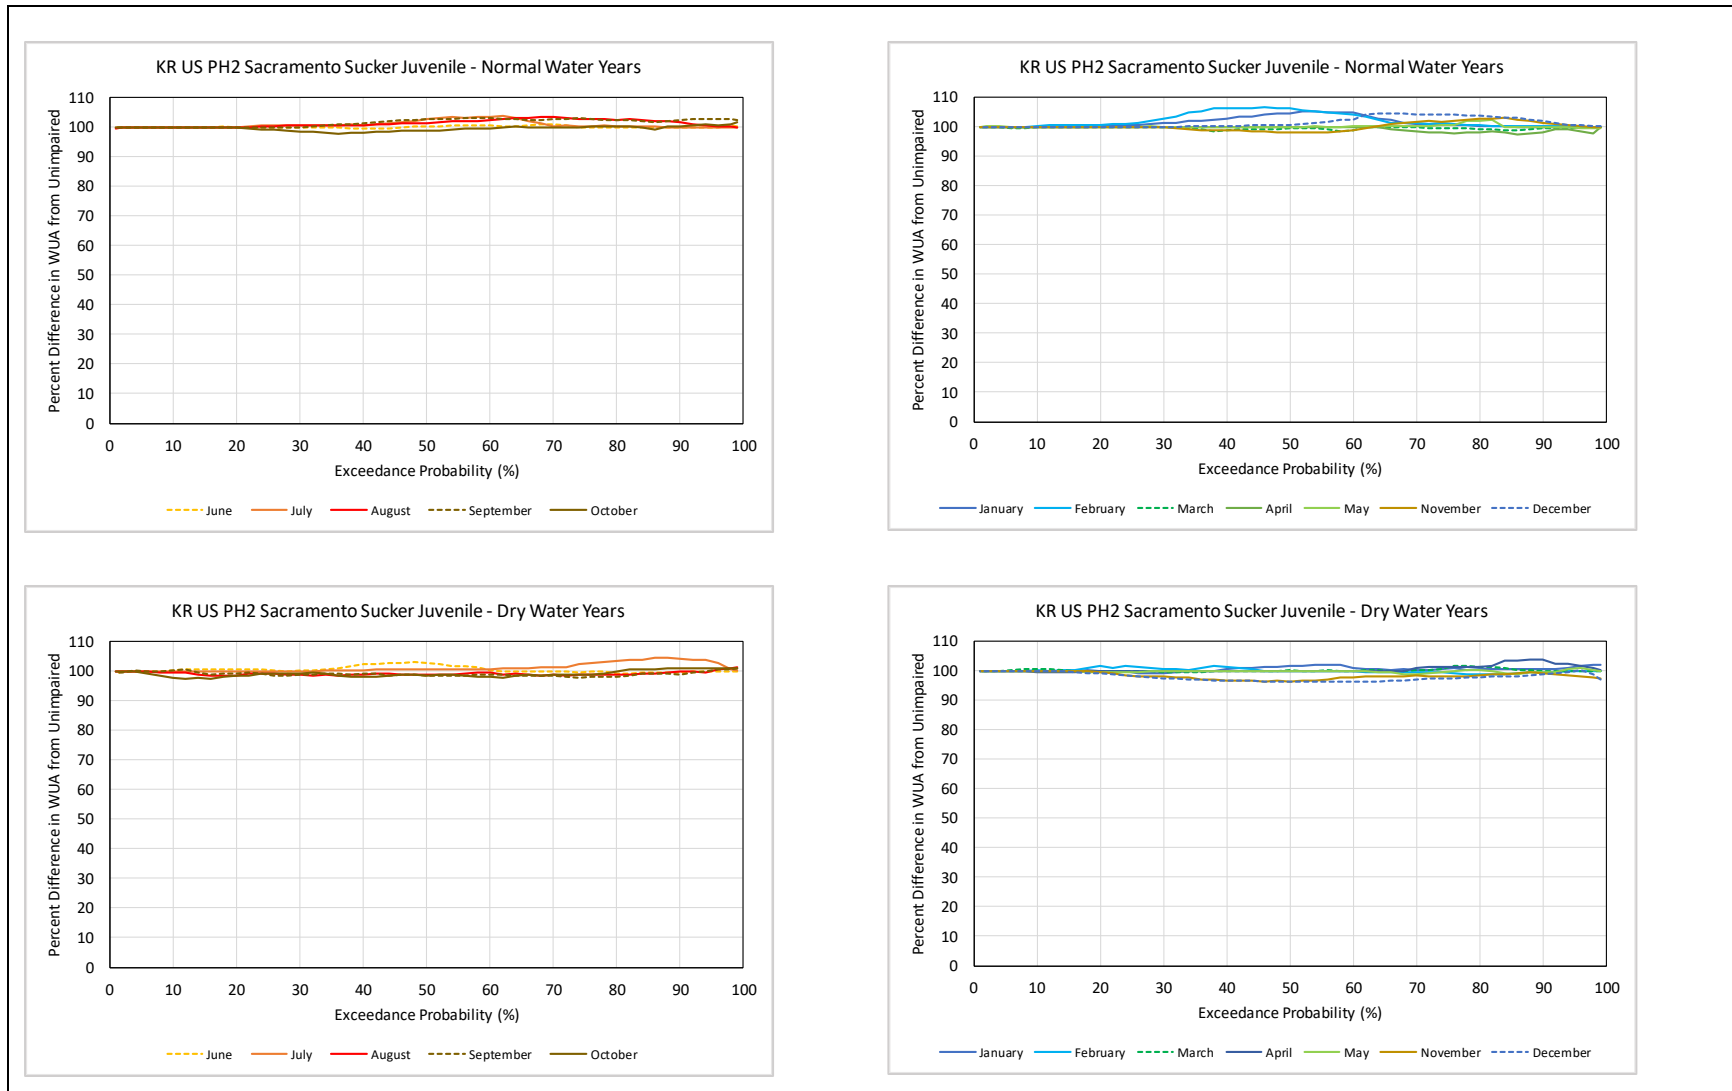 KR US PH2 Sacramento Sucker Juvenile - Normal Water Years
Percent Difference in WUA from Unimpaired
110
100
90
80
70
60
50
40
30
20
10
0
0 10 20 30 40 50 60 70 80 90 100
Exceedance Probability (%)
June July August September October
KR US PH2 Sacramento Sucker Juvenile - Normal Water Years
Percent Difference in WUA from Unimpaired
110
100
90
80
70
60
50
40
30
20
10
0
0 10 20 30 40 50 60 70 80 90 100
Exceedance Probability (%)
January February March April May November December
KR US PH2 Sacramento Sucker Juvenile - Dry Water Years
Percent Difference in WUA from Unimpaired
110
100
90
80
70
60
50
40
30
20
10
0
0 10 20 30 40 50 60 70 80 90 100
Exceedance Probability (%)
June July August September October
KR US PH2 Sacramento Sucker Juvenile - Dry Water Years
Percent Difference in WUA from Unimpaired
110
100
90
80
70
60
50
40
30
20
10
0
0 10 20 30 40 50 60 70 80 90 100
Exceedance Probability (%)
January February March April May November December